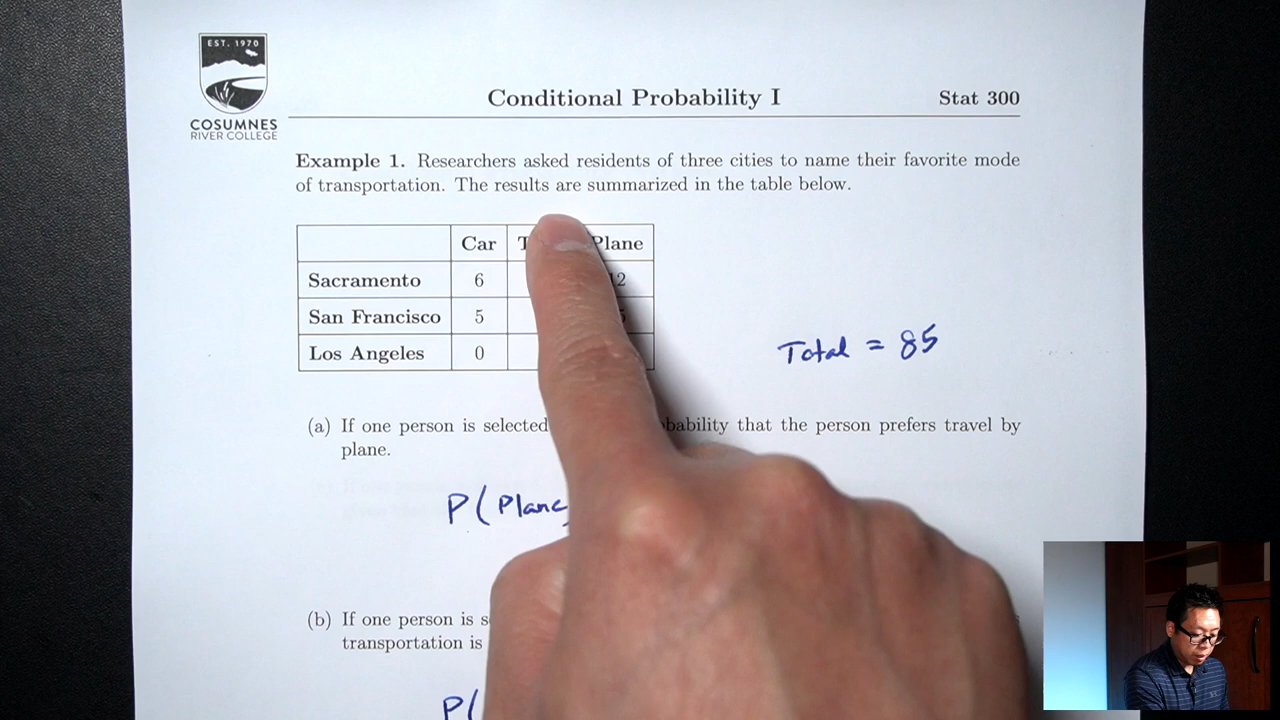 EST. 1970
COSUMNES
RIVER COLLEGE
Conditional Probability I
Stat 300
Example 1. Researchers asked residents of three cities to name their favorite mode
of transportation. The results are summarized in the table below.
Car Plane
Sacramento 6
San Francisco 5
Los Angeles 0
Total = 85
(a) If one person is selected that the person prefers travel by
plane.
P(Plane
(b) If one person is
transportation is
P(